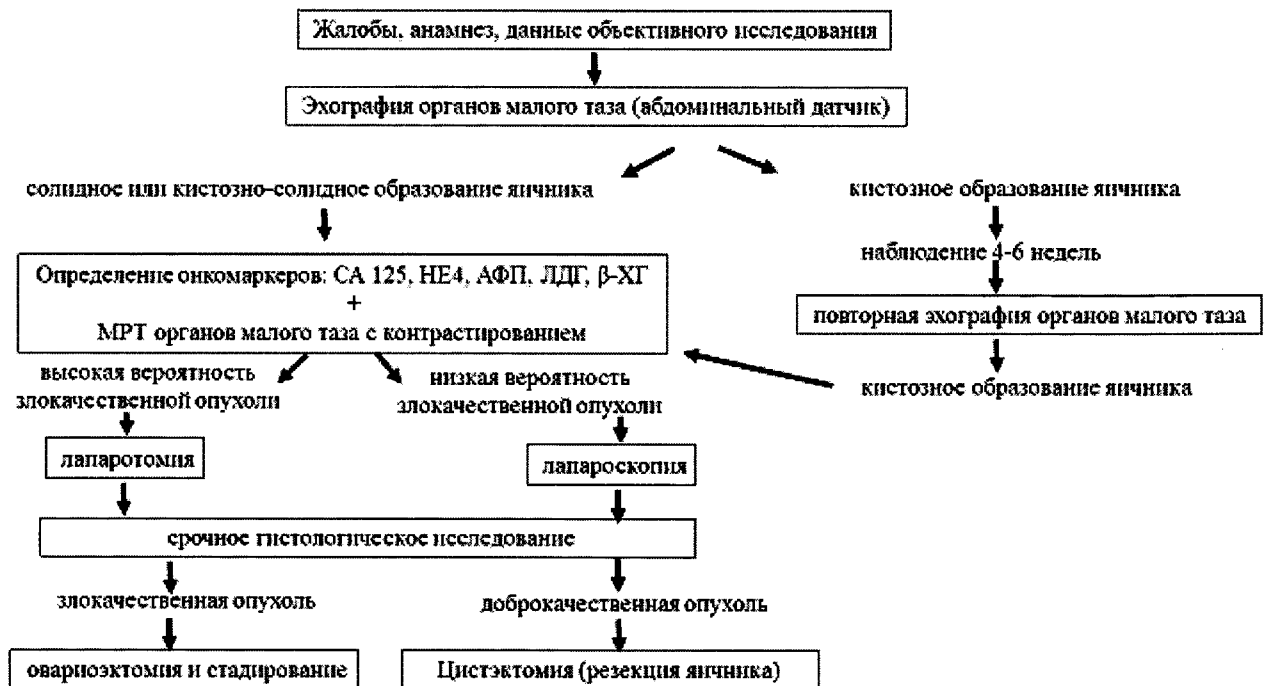 Жалобы, анамнез, данные объективного исследования
Эхография органов малого таза (абдоминальный датчик)
солидное или кистозно-солидное образование яичника
кистозное образование яичника
наблюдение 4-6 недель
Определение онкомаркеров: СА 125, НЕ4, АФП, ЛДГ, β-ХГ
+
МРТ органов малого таза с контрастированием
повторная эхография органов малого таза
кистозное образование яичника
высокая вероятность
злокачественной опухоли
низкая вероятность
злокачественной опухоли
лапаротомия
лапароскопия
срочное гистологическое исследование
злокачественная опухоль
доброкачественная опухоль
овариоэктомия и стадирование
Цистэктомия (резекция яичника)